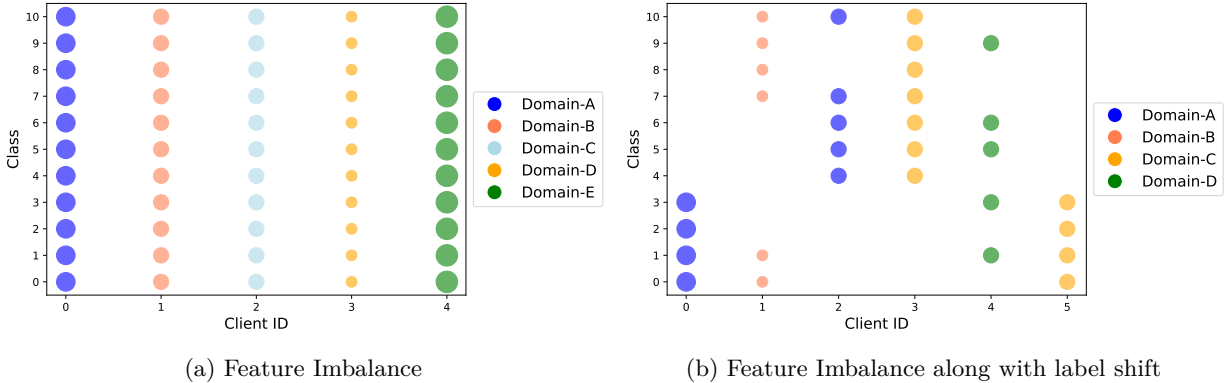 10
9
8
7
6
5
4
3
2
1
0
Class
0 1 2 3 4
Client ID
Domain-A
Domain-B
Domain-C
Domain-D
Domain-E
(a) Feature Imbalance
10
9
8
7
6
5
4
3
2
1
0
Class
0 1 2 3 4 5
Client ID
Domain-A
Domain-B
Domain-C
Domain-D
(b) Feature Imbalance along with label shift